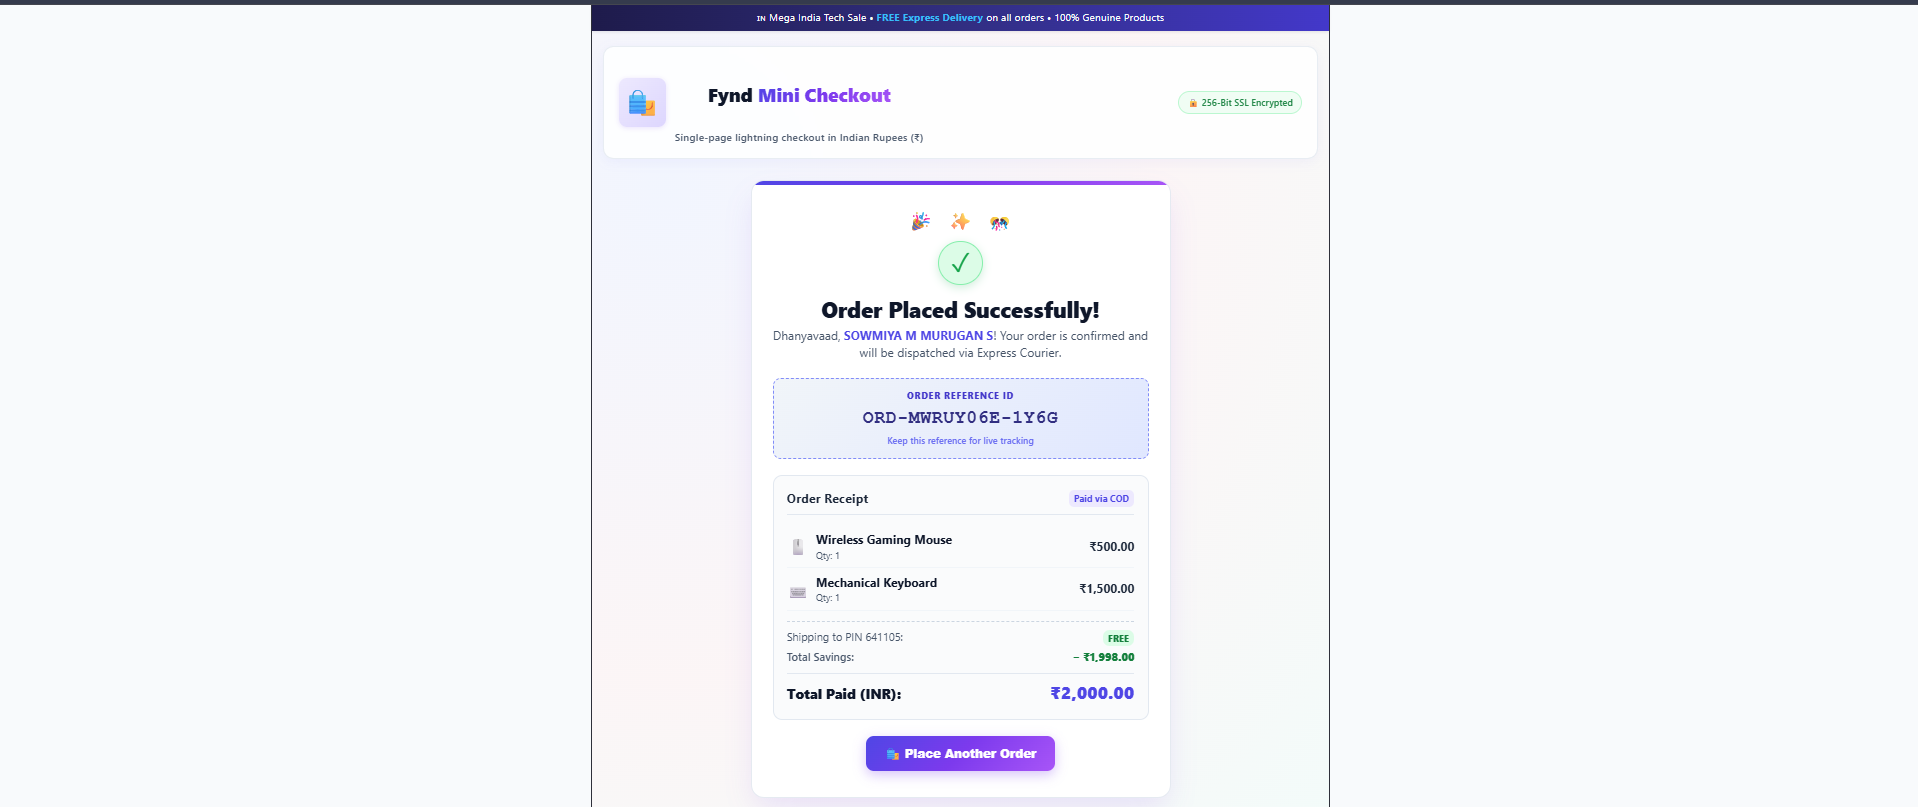 IN Mega India Tech Sale • FREE Express Delivery on all orders • 100% Genuine Products
Fynd Mini Checkout
256-Bit SSL Encrypted
Single-page lightning checkout in Indian Rupees (₹)
Order Placed Successfully!
Dhanyavaad, SOWMIYA M MURUGAN S! Your order is confirmed and
will be dispatched via Express Courier.
ORDER REFERENCE ID
ORD-MWRUY06E-1Y6G
Keep this reference for live tracking
Order Receipt
Paid via COD
Wireless Gaming Mouse
Qty: 1
₹500.00
Mechanical Keyboard
Qty: 1
₹1,500.00
Shipping to PIN 641105:
FREE
Total Savings:
− ₹1,998.00
Total Paid (INR):
₹2,000.00
Place Another Order